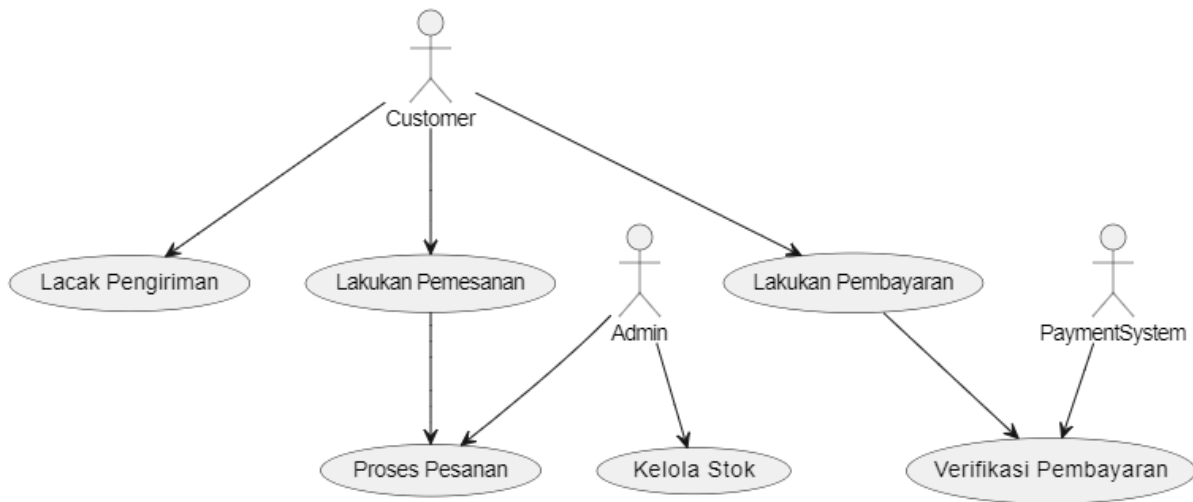 Customer
Lacak Pengiriman
Lakukan Pemesanan
Lakukan Pembayaran
Admin
PaymentSystem
Proses Pesanan
Kelola Stok
Verifikasi Pembayaran